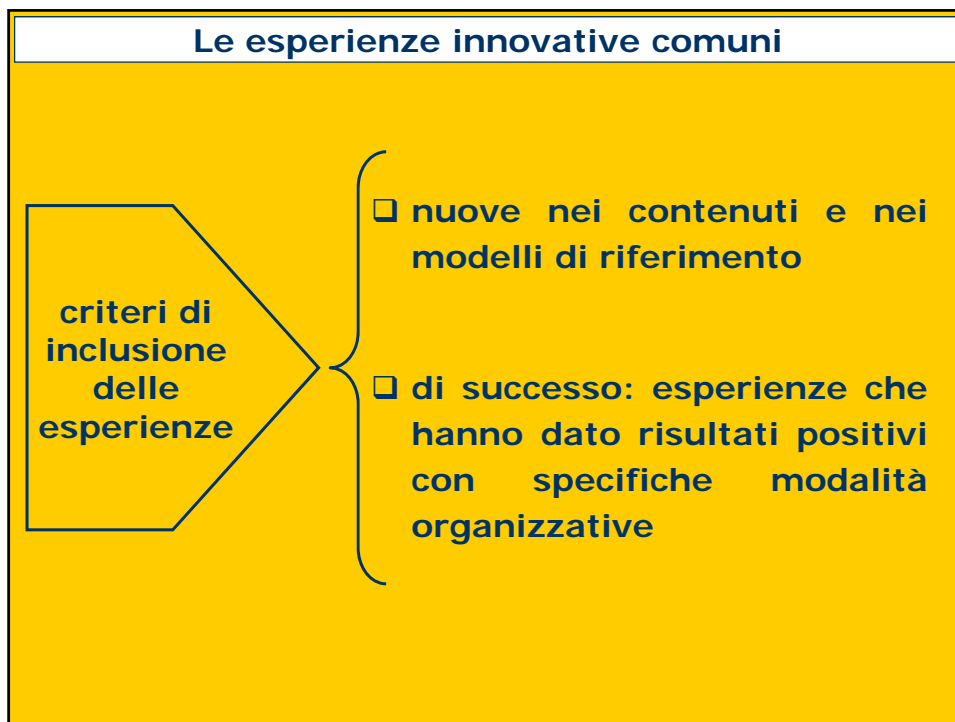 Le esperienze innovative comuni
criteri di
inclusione
delle
esperienze
❑ nuove nei contenuti e nei
modelli di riferimento
❑ di successo: esperienze che
hanno dato risultati positivi
con specifiche modalità
organizzative